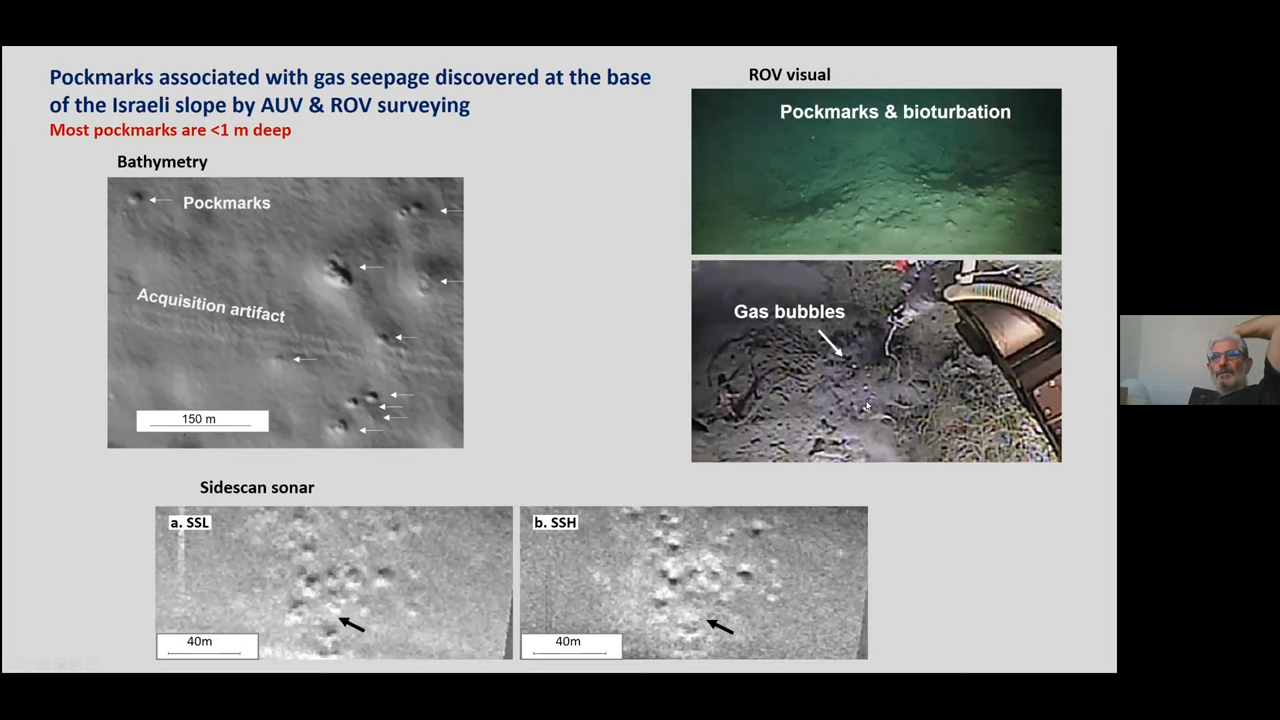 Pockmarks associated with gas seepage discovered at the base
of the Israeli slope by AUV & ROV surveying
Most pockmarks are <1 m deep
Bathymetry
Pockmarks
Acquisition artifact
150 m
ROV visual
Pockmarks & bioturbation
Gas bubbles
Sidescan sonar
a. SSL
40m
b. SSH
40m